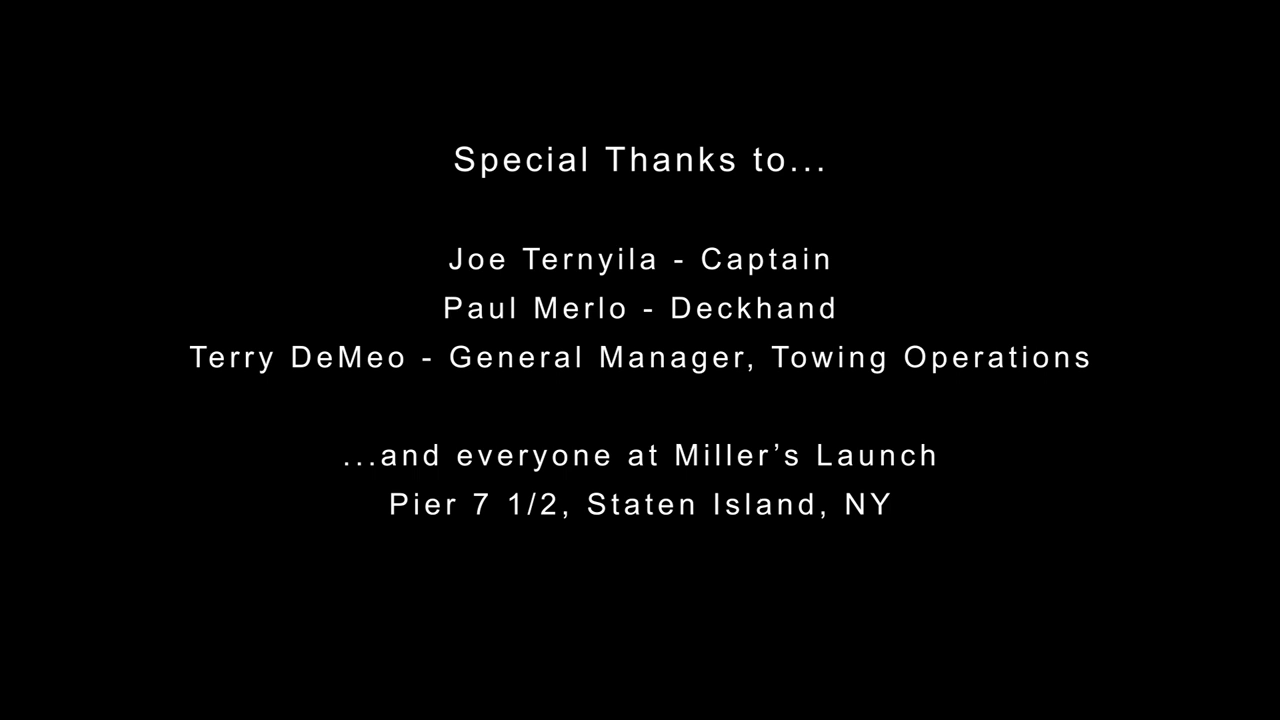 Special Thanks to...
Joe Ternyila - Captain
Paul Merlo - Deckhand
Terry DeMeo - General Manager, Towing Operations
...and everyone at Miller’s Launch
Pier 7 1/2, Staten Island, NY